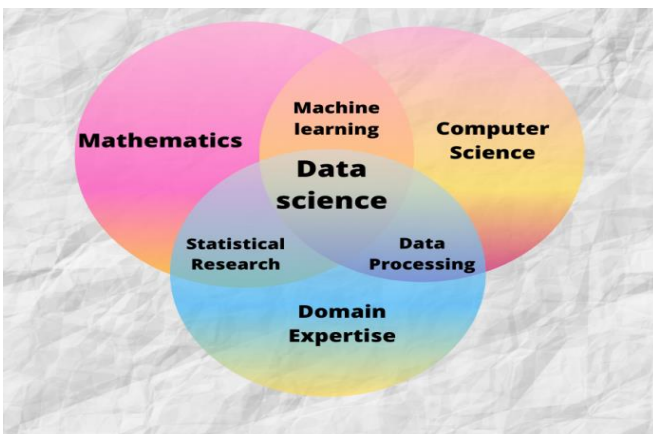 Machine
learning
Mathematics
Computer
Science
Data
science
Statistical
Research
Data
Processing
Domain
Expertise